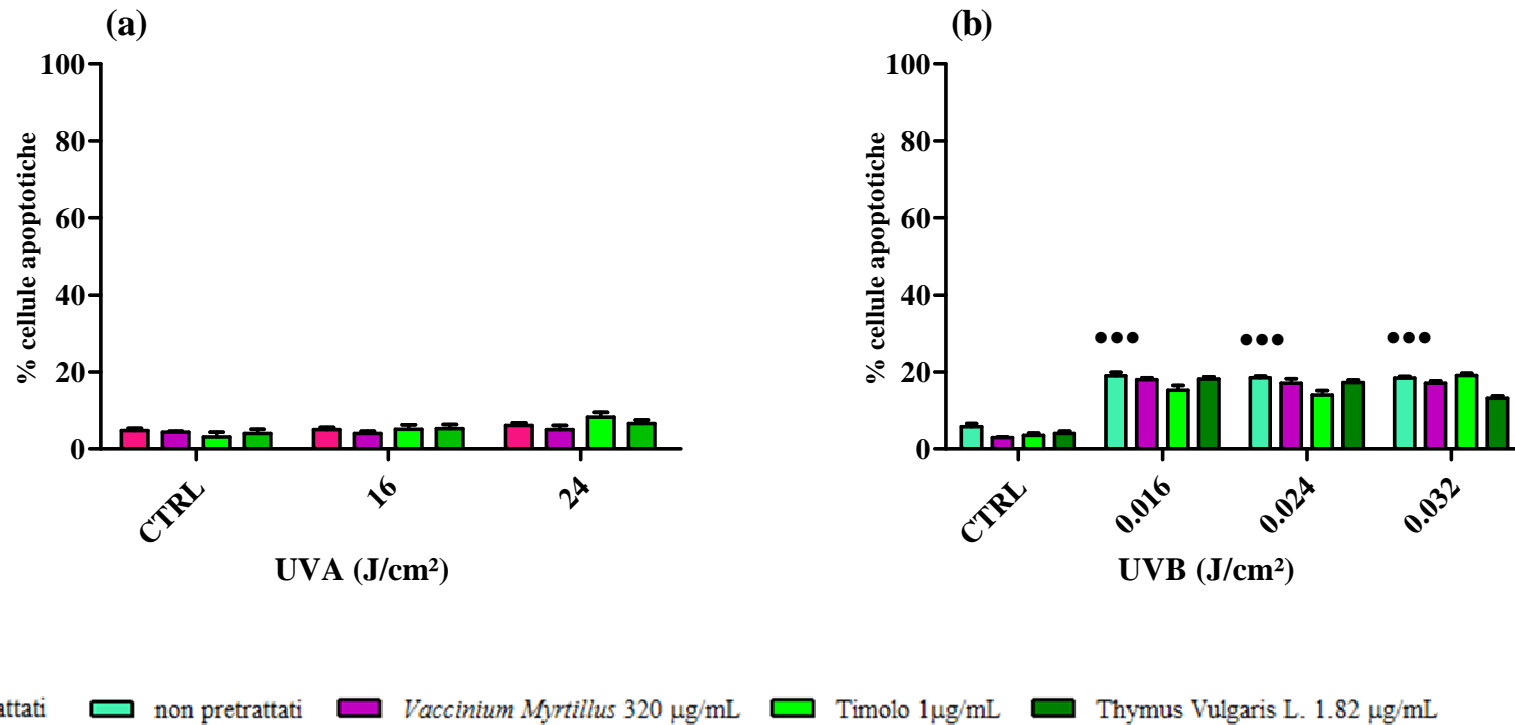 (a)
100
80
60
40
20
0
% cellule apoptotiche
CTRL
16
24
UVA (J/cm²)
(b)
100
80
60
40
20
0
% cellule apoptotiche
CTRL
0.016
0.024
0.032
UVB (J/cm²)
attati non pretrattati Vaccinium Myrtillus 320 µg/mL Timolo 1µg/mL Thymus Vulgaris L. 1.82 µg/mL